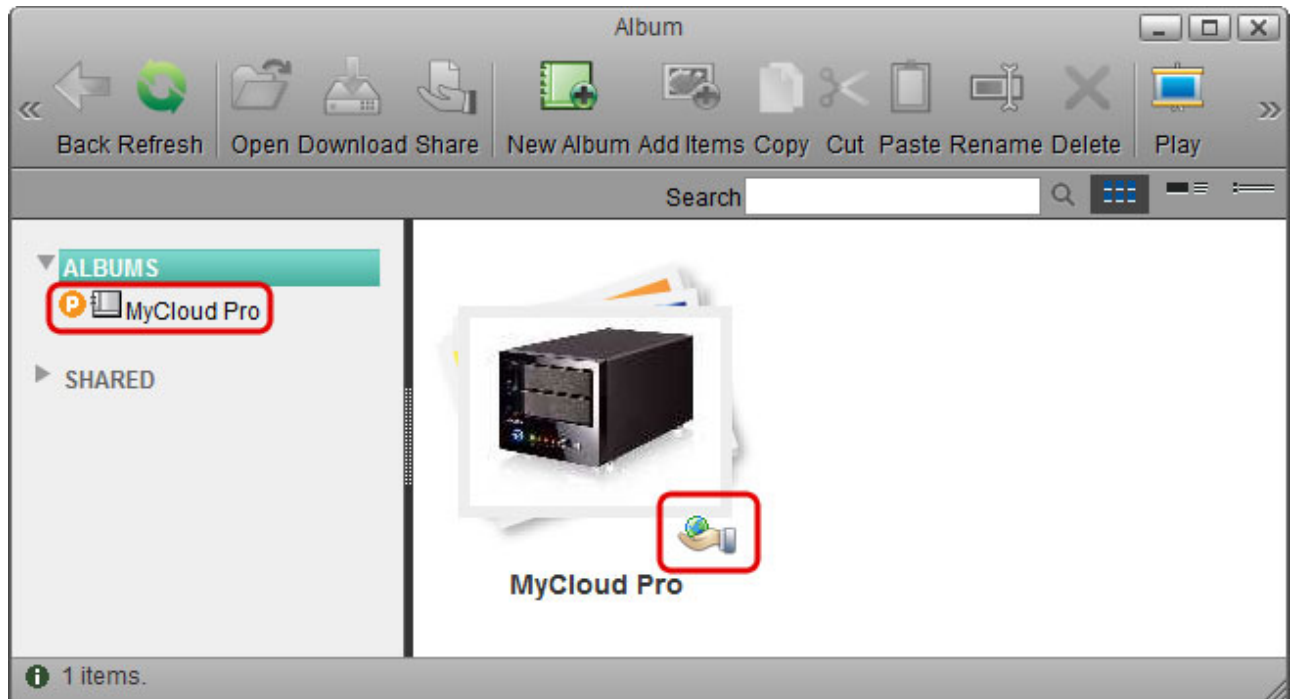 Album
Back Refresh Open Download Share New Album Add Items Copy Cut Paste Rename Delete Play
Search
ALBUMS
P MyCloud Pro
SHARED
MyCloud Pro
1 items.